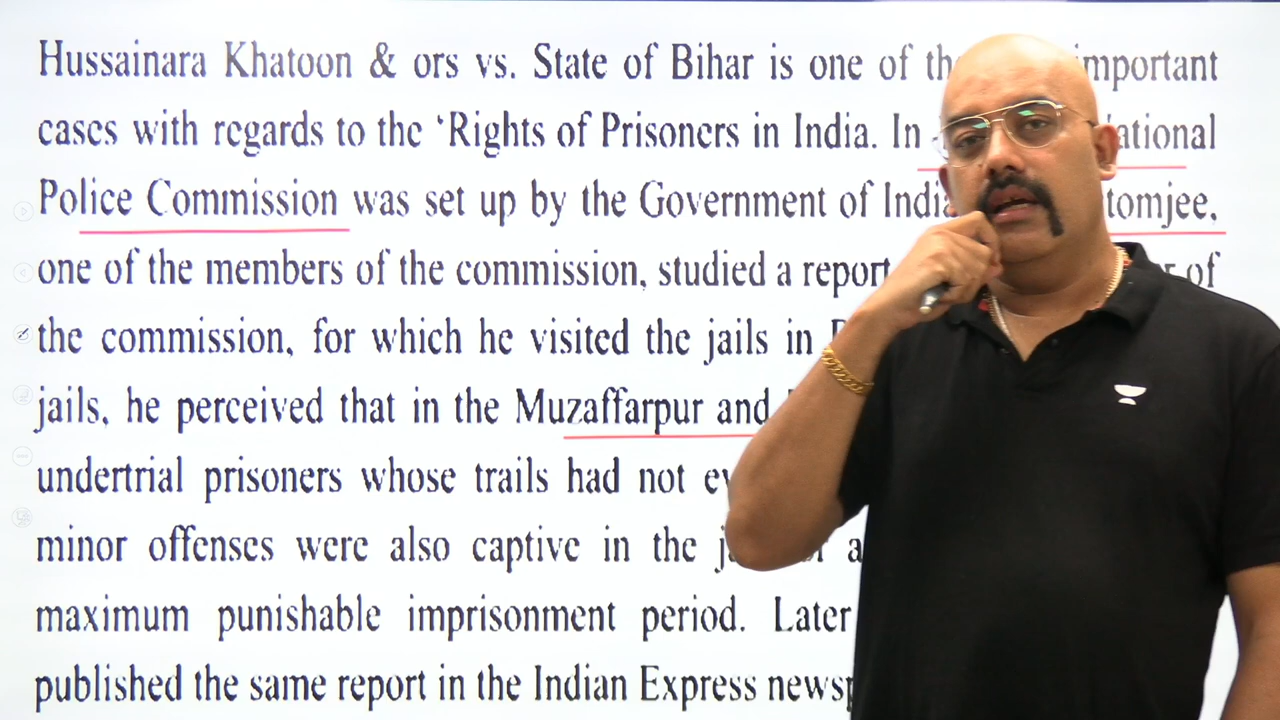 Hussainara Khatoon & ors vs. State of Bihar is one of the important
cases with regards to the ‘Rights of Prisoners in India. In
Police Commission was set up by the Government of India
one of the members of the commission, studied a report of
the commission, for which he visited the jails in
jails, he perceived that in the Muzaffarpur and
undertrial prisoners whose trails had not
minor offenses were also captive in the
maximum punishable imprisonment period. Later
published the same report in the Indian Express